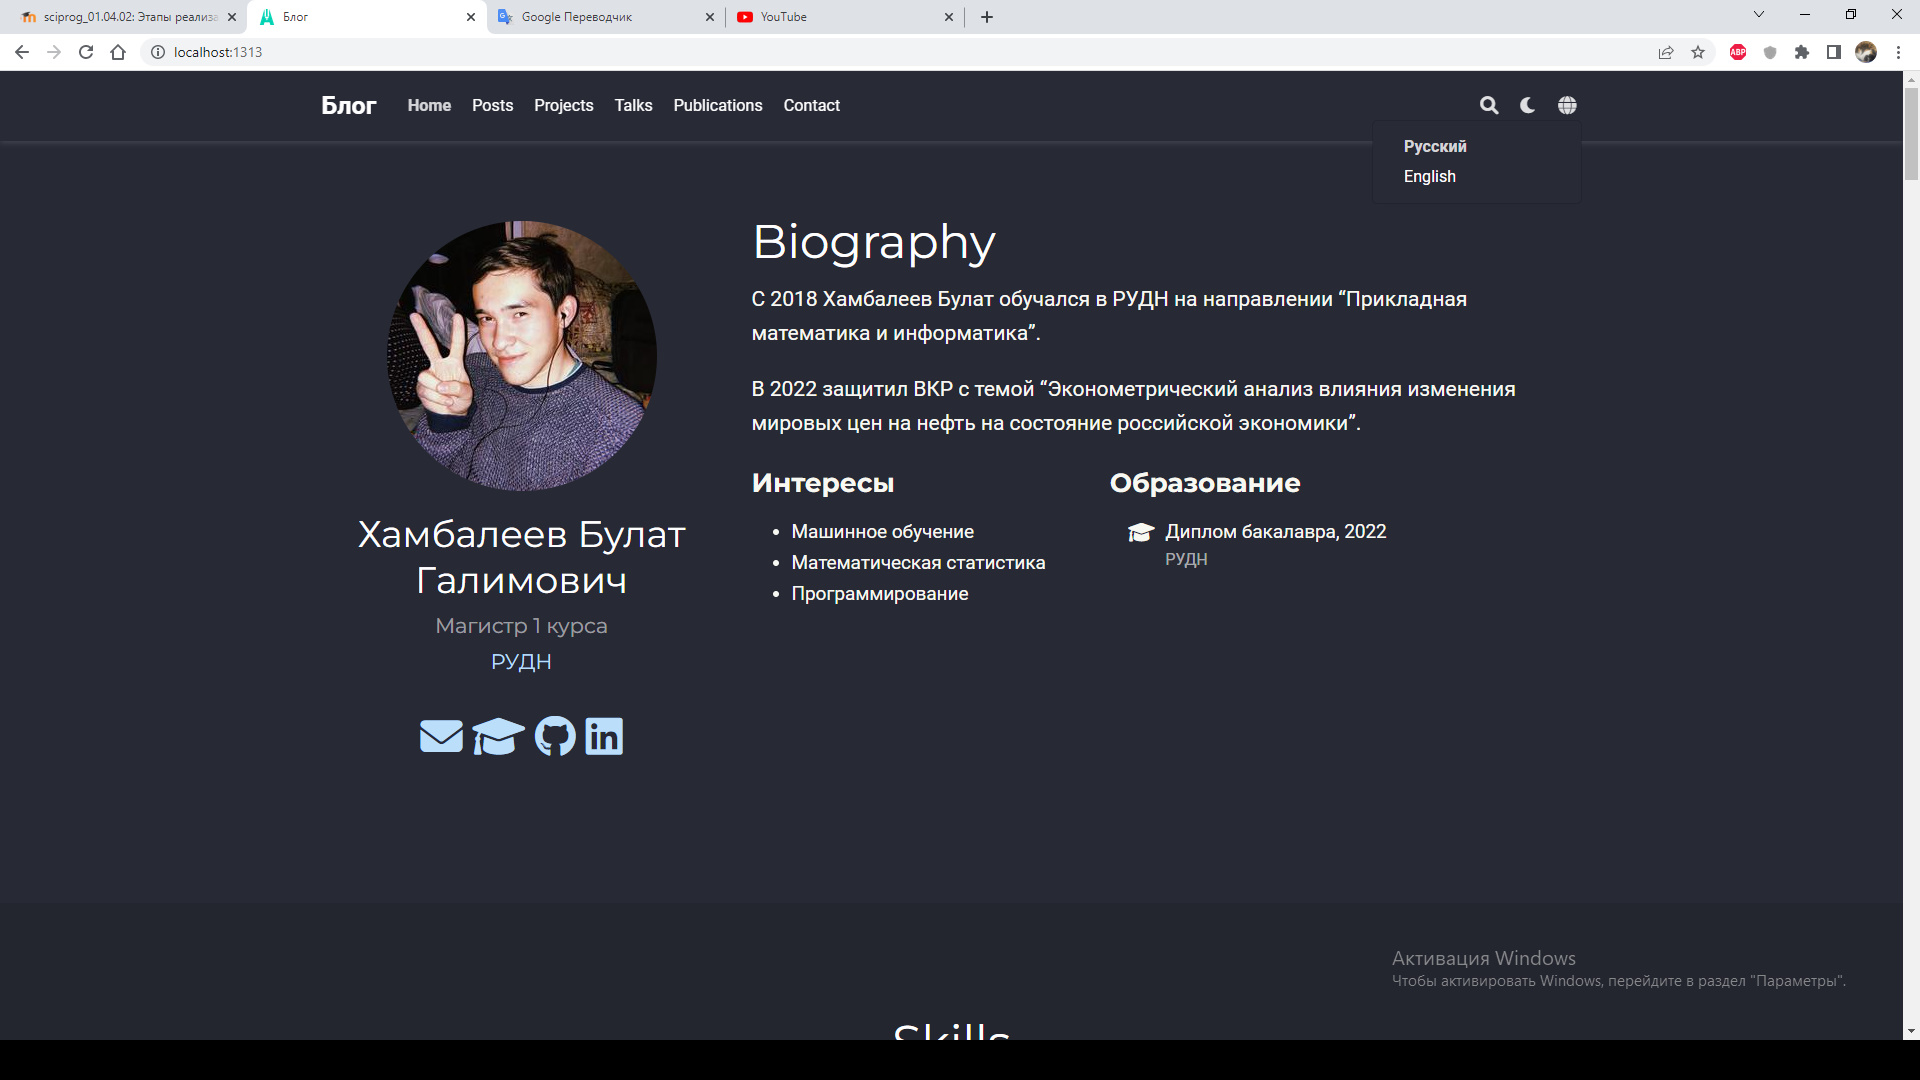 sciprog_01.04.02: Этапы реализа
Блог
Google Переводчик
YouTube
localhost:1313
ABP
Блог Home Posts Projects Talks Publications Contact
Русский
English
Biography
С 2018 Хамбалеев Булат обучался в РУДН на направлении “Прикладная
математика и информатика”.
В 2022 защитил ВКР с темой “Эконометрический анализ влияния изменения
мировых цен на нефть на состояние российской экономики”.
Интересы
Машинное обучение
Математическая статистика
Программирование
Образование
Диплом бакалавра, 2022
РУДН
Хамбалеев Булат
Галимович
Магистр 1 курса
РУДН
in
Активация Windows
Чтобы активировать Windows, перейдите в раздел "Параметры".
Skills